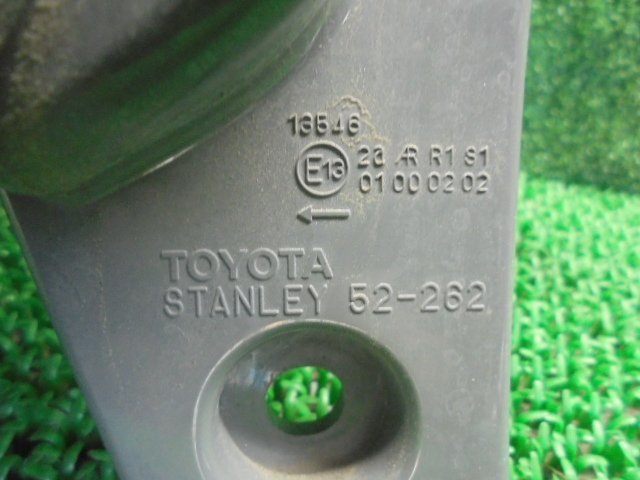 13546
E13 2a AR R1 S1
01 00 02 02
←
TOYOTA
STANLEY 52-262